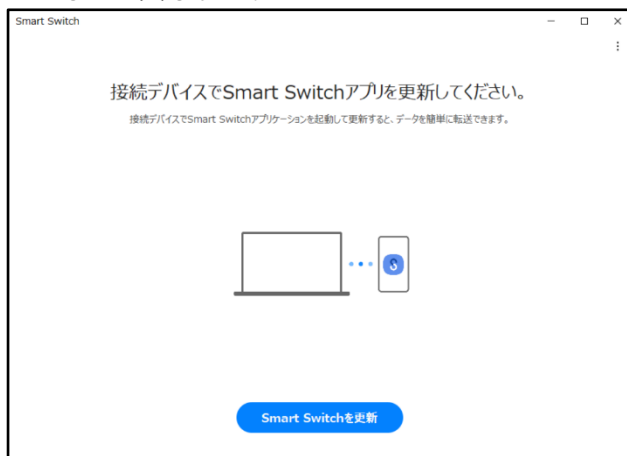 Smart Switch
接続デバイスでSmart Switchアプリを更新してください。
接続デバイスでSmart Switchアプリケーションを起動して更新すると、データを簡単に転送できます。
Smart Switchを更新